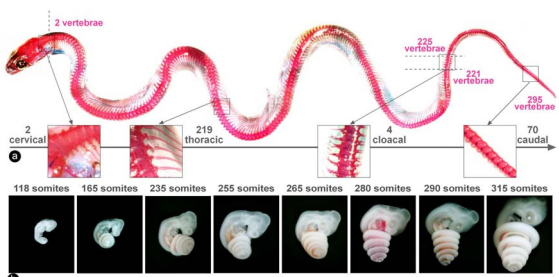 2 vertebrae
225 vertebrae
221 vertebrae
295 vertebrae
2 cervical
219 thoracic
4 cloacal
70 caudal
a
118 somites
165 somites
235 somites
255 somites
265 somites
280 somites
290 somites
315 somites